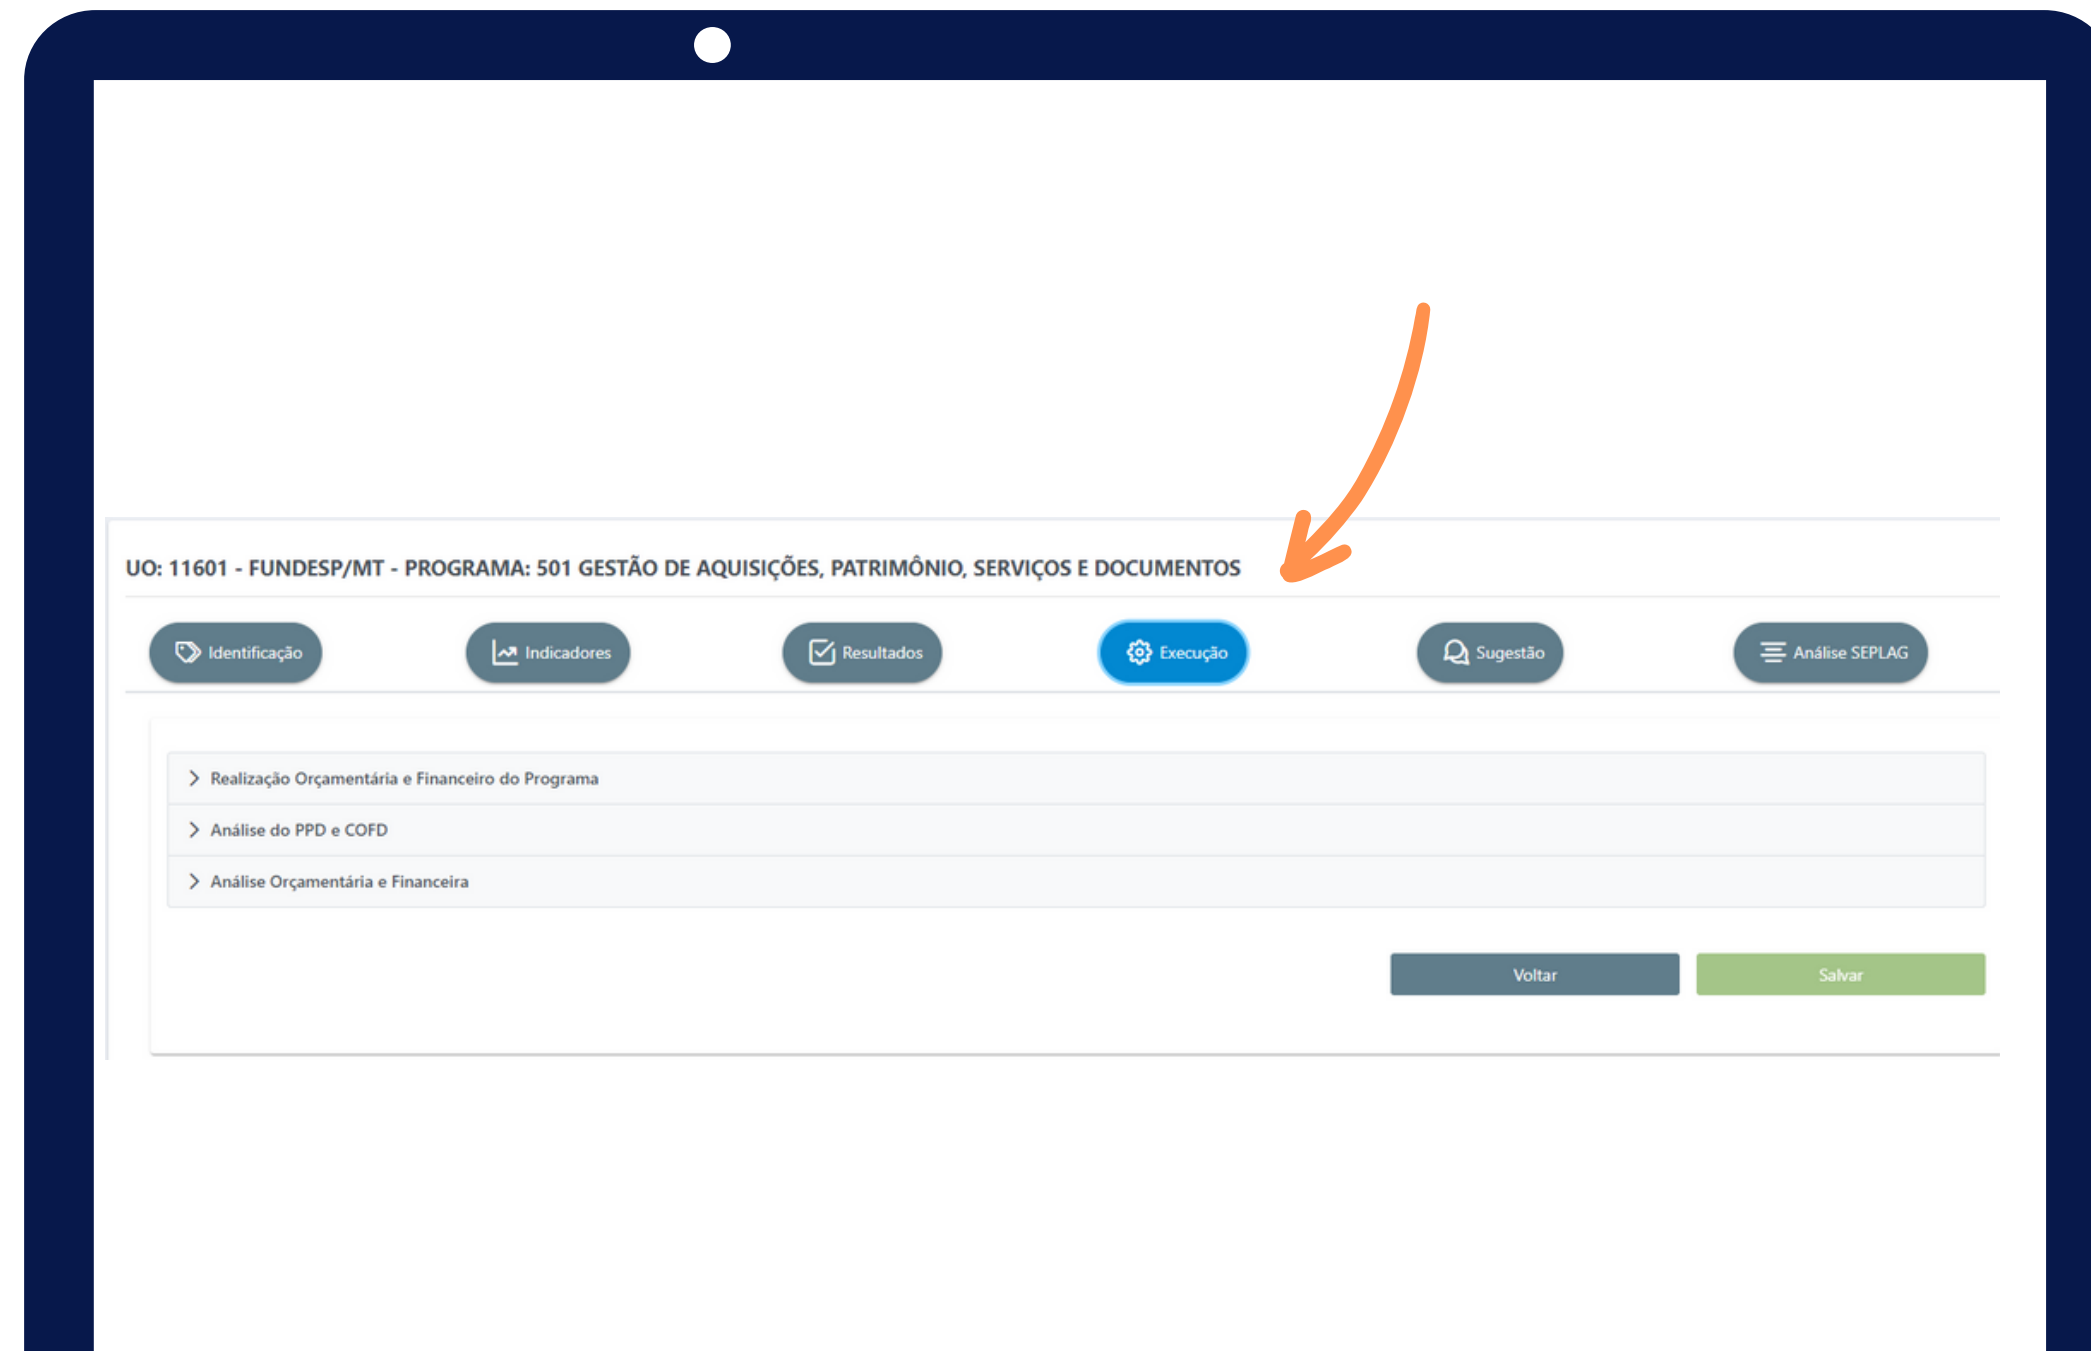 UO: 11601 - FUNDESP/MT - PROGRAMA: 501 GESTÃO DE AQUISIÇÕES, PATRIMÔNIO, SERVIÇOS E DOCUMENTOS
Identificação Indicadores Resultados Execução Sugestão Análise SEPLAG
Realização Orçamentária e Financeiro do Programa
Análise do PPD e COFD
Análise Orçamentária e Financeira
Voltar Salvar